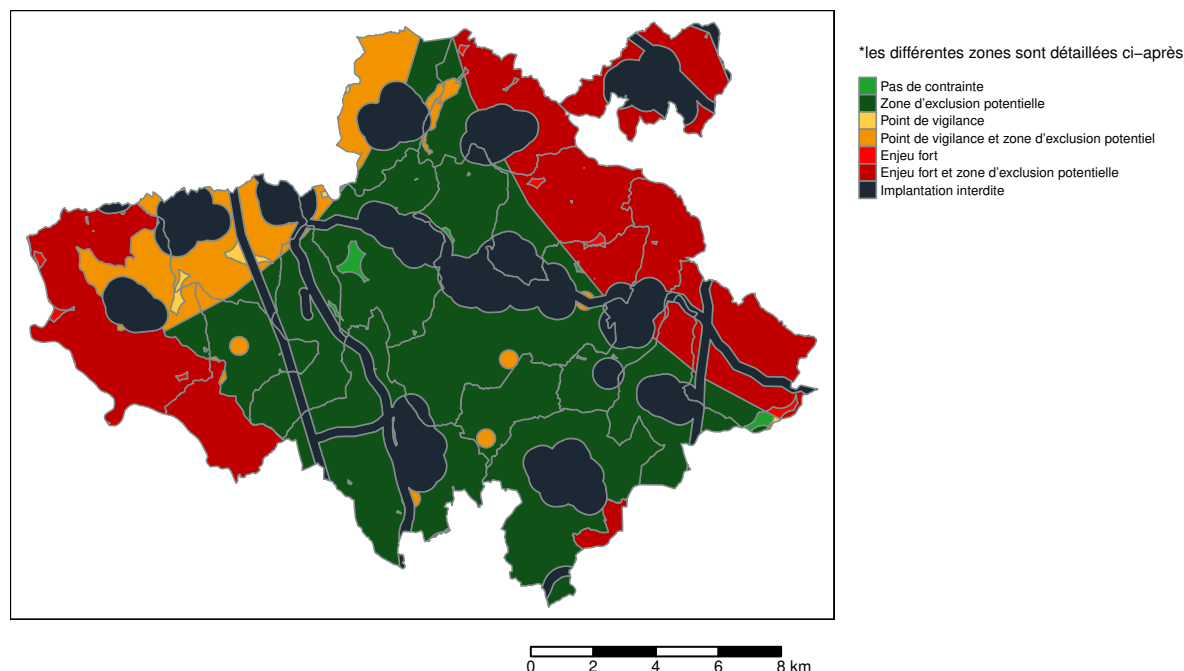 *les différentes zones sont détaillées ci−après
Pas de contrainte
Zone d'exclusion potentielle
Point de vigilance
Point de vigilance et zone d'exclusion potentiel
Enjeu fort
Enjeu fort et zone d'exclusion potentielle
Implantation interdite
0 2 4 6 8 km